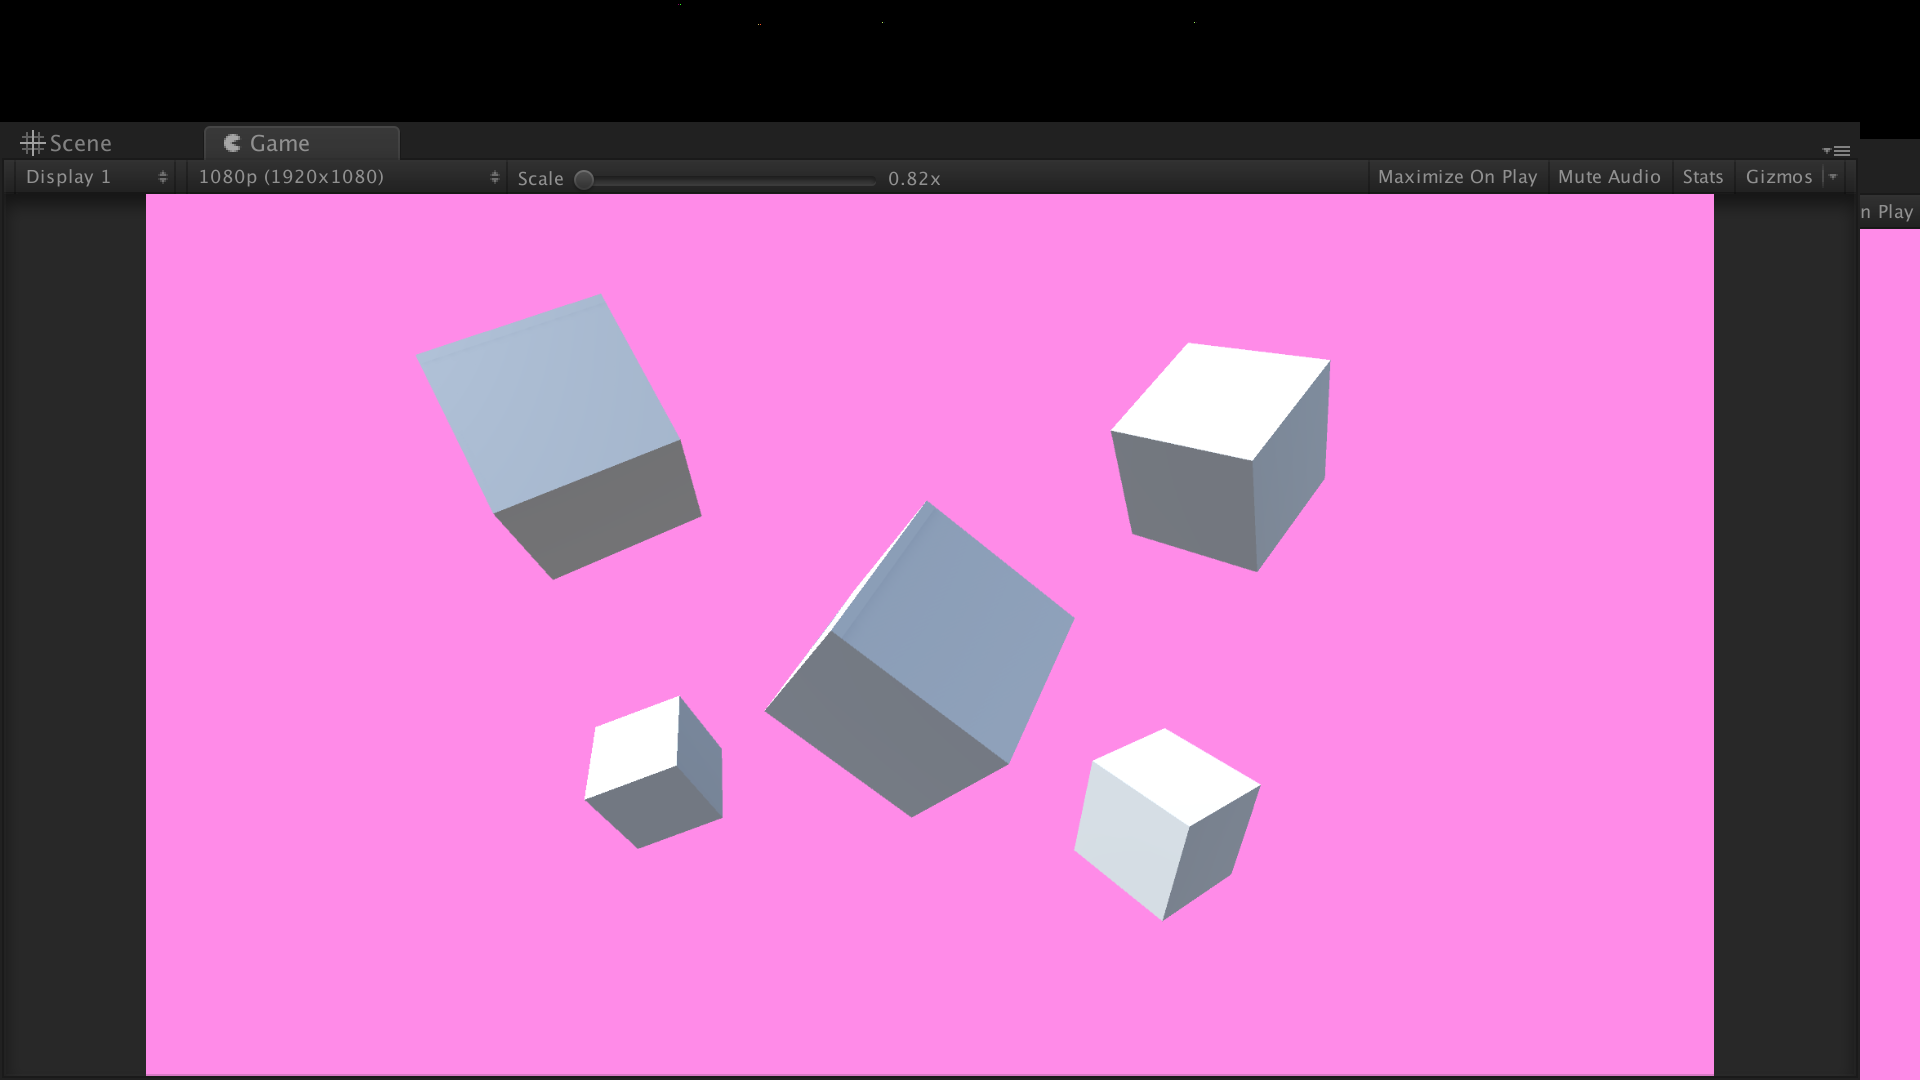 Scene
Game
Display 1
1080p (1920x1080)
Scale
0.82x
Maximize On Play
Mute Audio
Stats
Gizmos
n Play